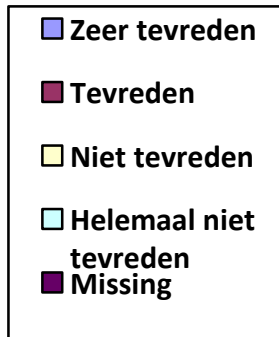 Zeer tevreden
Tevreden
Niet tevreden
Helemaal niet
tevreden
Missing